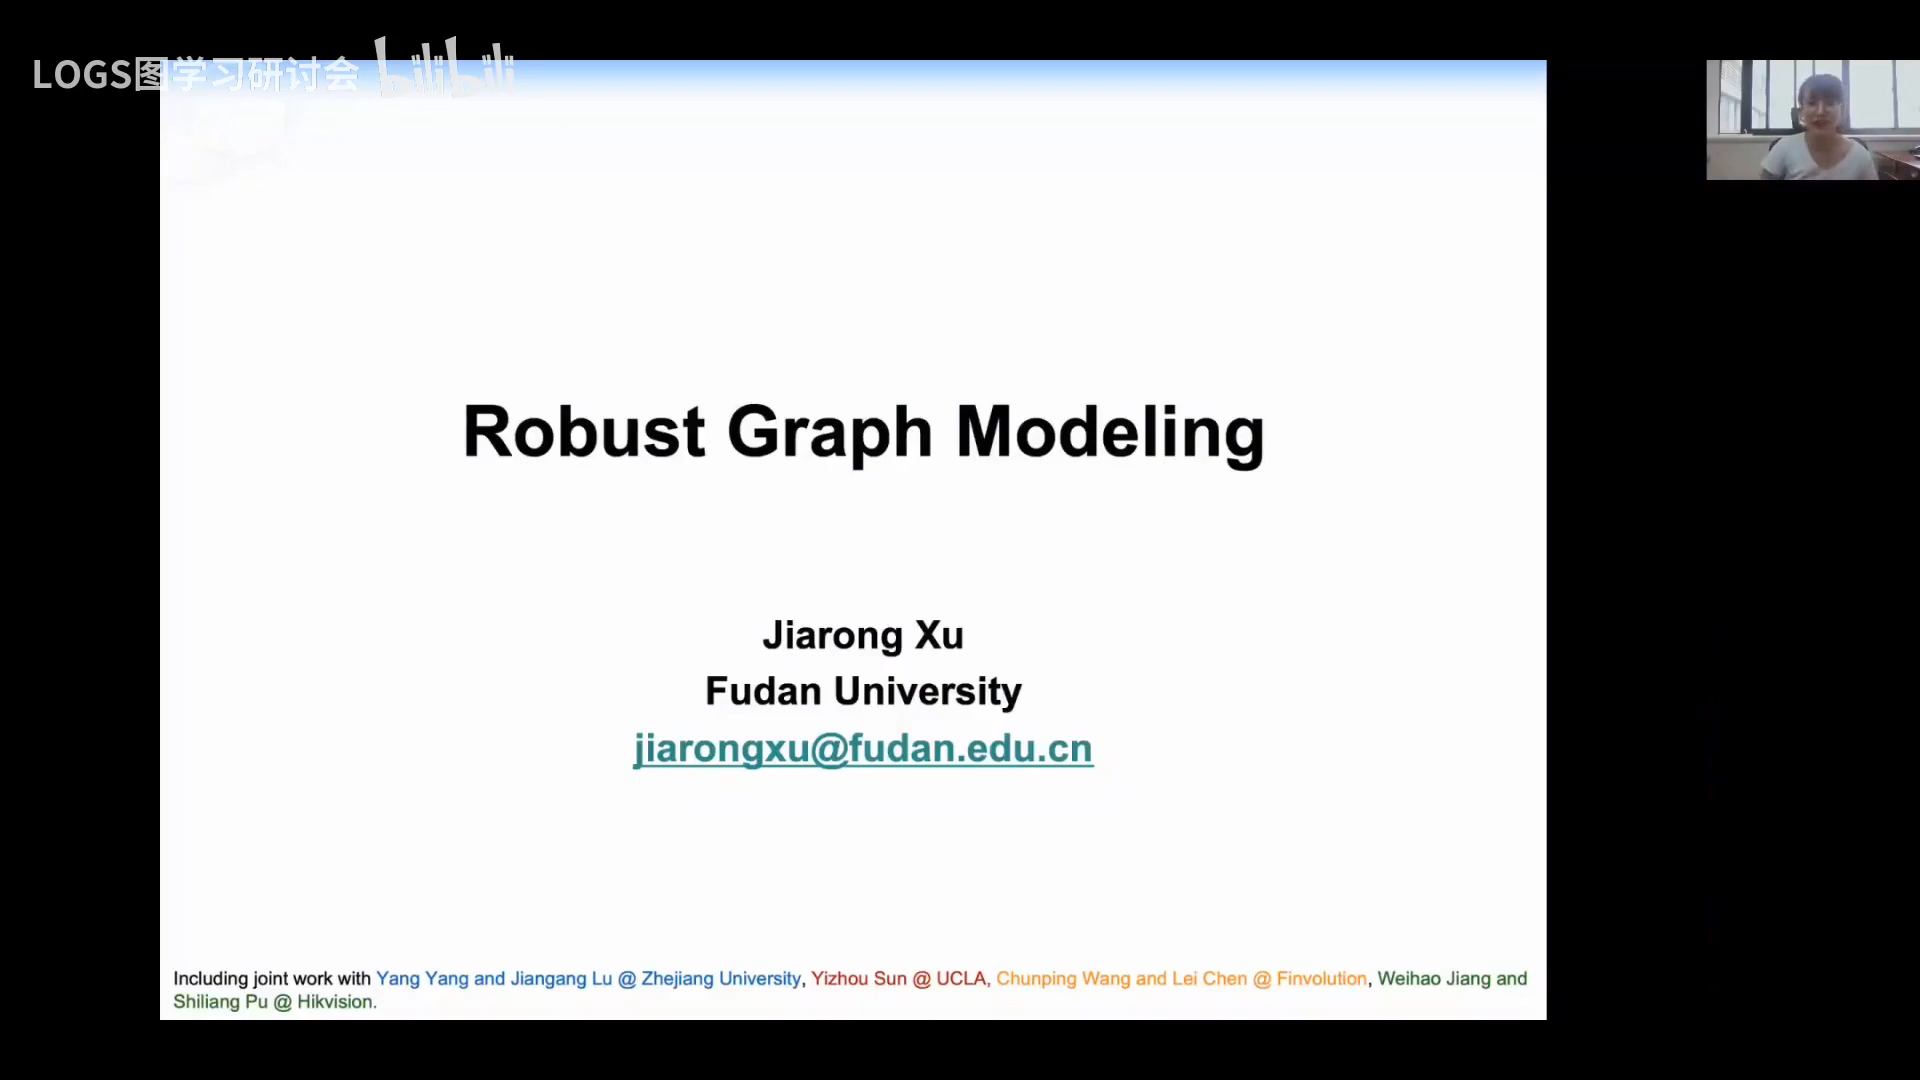 LOGS图学习研讨会 bilibili
Robust Graph Modeling
Jiarong Xu
Fudan University
jiarongxu@fudan.edu.cn
Including joint work with Yang Yang and Jiangang Lu @ Zhejiang University, Yizhou Sun @ UCLA, Chunping Wang and Lei Chen @ Finvolution, Weihao Jiang and
Shiliang Pu @ Hikvision.